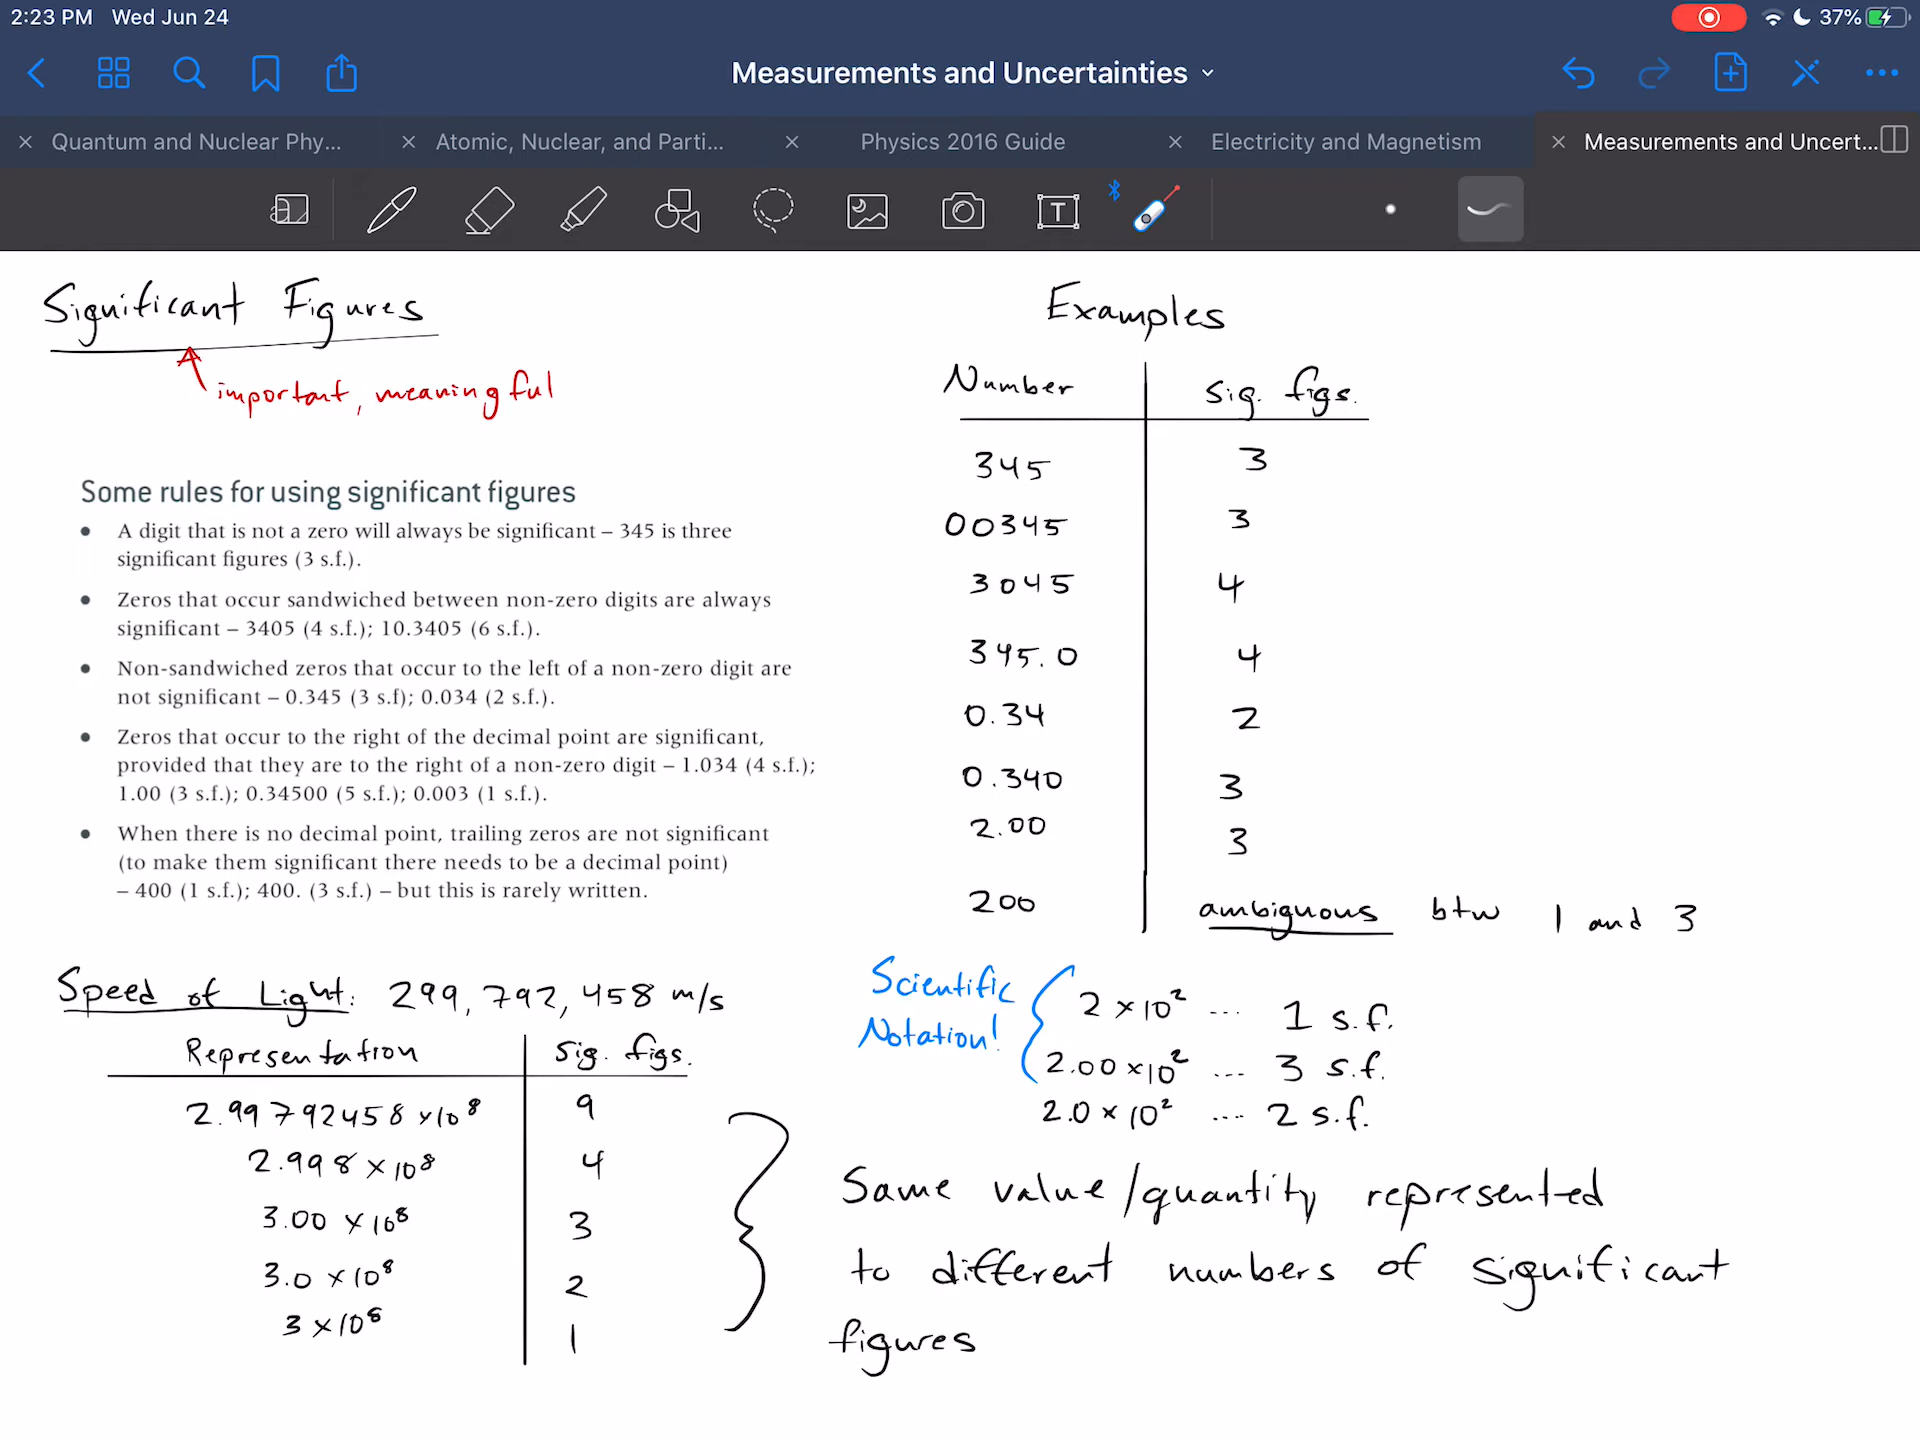 2:23 PM Wed Jun 24
37%
Measurements and Uncertainties
Quantum and Nuclear Phy...
Atomic, Nuclear, and Parti...
Physics 2016 Guide
Electricity and Magnetism
Measurements and Uncert...
a
T
Significant Figures
important, meaningful
Some rules for using significant figures
• A digit that is not a zero will always be significant – 345 is three
significant figures (3 s.f.).
• Zeros that occur sandwiched between non-zero digits are always
significant – 3405 (4 s.f.); 10.3405 (6 s.f.).
• Non-sandwiched zeros that occur to the left of a non-zero digit are
not significant – 0.345 (3 s.f); 0.034 (2 s.f.).
• Zeros that occur to the right of the decimal point are significant,
provided that they are to the right of a non-zero digit – 1.034 (4 s.f.);
1.00 (3 s.f.); 0.34500 (5 s.f.); 0.003 (1 s.f.).
• When there is no decimal point, trailing zeros are not significant
(to make them significant there needs to be a decimal point)
– 400 (1 s.f.); 400. (3 s.f.) – but this is rarely written.
Speed of Light: 299,792,458 m/s
Representation sig. figs.
2.99792458 ×10⁸ 9
2.998 ×10⁸ 4
3.00 ×10⁸ 3
3.0 ×10⁸ 2
3 ×10⁸ 1
Examples
Number sig. figs.
345 3
00345 3
3045 4
345.0 4
0.34 2
0.340 3
2.00 3
200 ambiguous btw 1 and 3
Scientific
Notation!
2 ×10² ... 1 s.f.
2.00 ×10² ... 3 s.f.
2.0 × 10² .... 2 s.f.
Same value/quantity represented
to different numbers of significant
figures